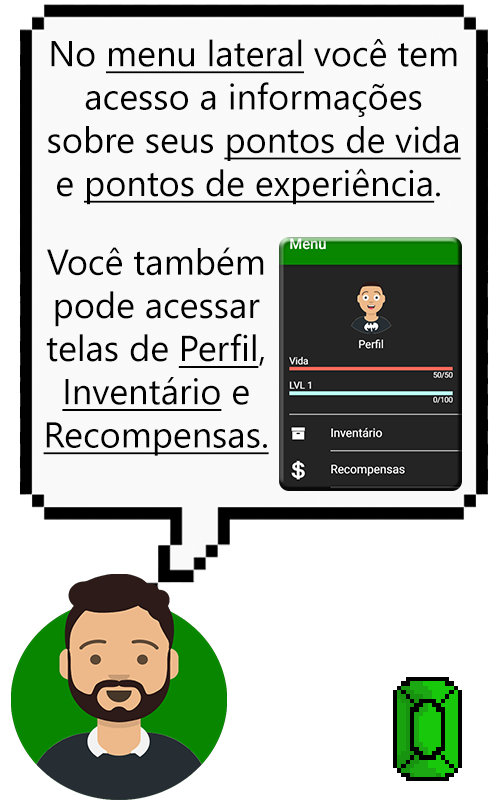 No menu lateral você tem
acesso a informações
sobre seus pontos de vida
e pontos de experiência.
Você também
pode acessar
telas de Perfil,
Inventário e
Recompensas.
Menu
Perfil
Vida
50/50
LVL 1
0/100
Inventário
$ Recompensas